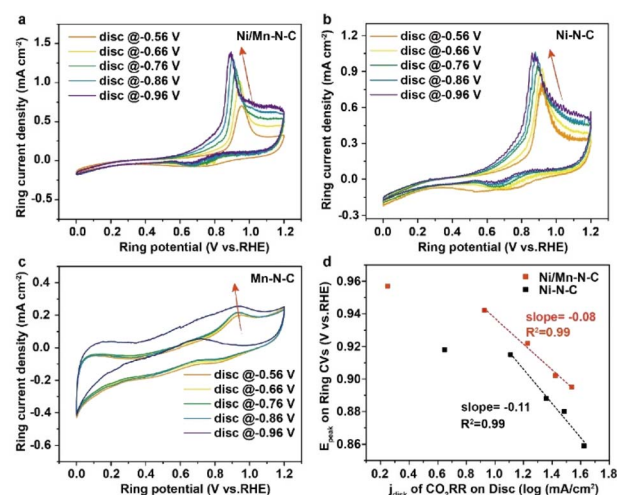 a
Ni/Mn-N-C
disc @-0.56 V
disc @-0.66 V
disc @-0.76 V
disc @-0.86 V
disc @-0.96 V
Ring current density (mA cm-2)
1.5
1.0
0.5
0.0
-0.5
0.0 0.2 0.4 0.6 0.8 1.0 1.2
Ring potential (V vs.RHE)
b
Ni-N-C
disc @-0.56 V
disc @-0.66 V
disc @-0.76 V
disc @-0.86 V
disc @-0.96 V
Ring current density (mA cm-2)
1.2
0.9
0.6
0.3
0.0
-0.3
0.0 0.2 0.4 0.6 0.8 1.0 1.2
Ring potential (V vs.RHE)
c
Mn-N-C
disc @-0.56 V
disc @-0.66 V
disc @-0.76 V
disc @-0.86 V
disc @-0.96 V
Ring current density (mA cm-2)
0.6
0.4
0.2
0.0
-0.2
-0.4
-0.6
0.0 0.2 0.4 0.6 0.8 1.0 1.2
Ring potential (V vs.RHE)
d
Ni/Mn-N-C
Ni-N-C
slope= -0.08
R²=0.99
slope= -0.11
R²=0.99
Epeak on Ring CVs (V vs.RHE)
0.96
0.92
0.88
0.86
0.2 0.4 0.6 0.8 1.0 1.2 1.4 1.6 1.8
jdisk of CO2RR on Disc (log (mA/cm²)